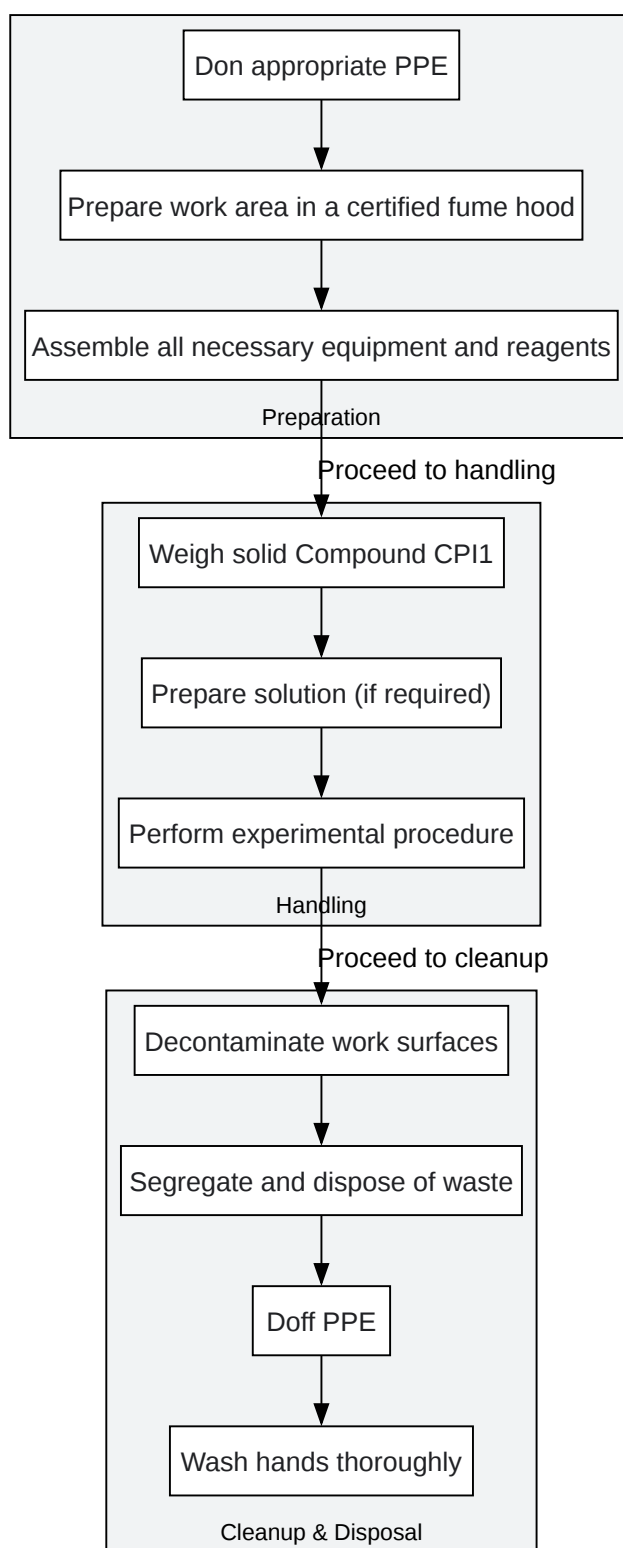 Don appropriate PPE
Prepare work area in a certified fume hood
Assemble all necessary equipment and reagents
Preparation
Proceed to handling
Weigh solid Compound CPI1
Prepare solution (if required)
Perform experimental procedure
Handling
Proceed to cleanup
Decontaminate work surfaces
Segregate and dispose of waste
Doff PPE
Wash hands thoroughly
Cleanup & Disposal